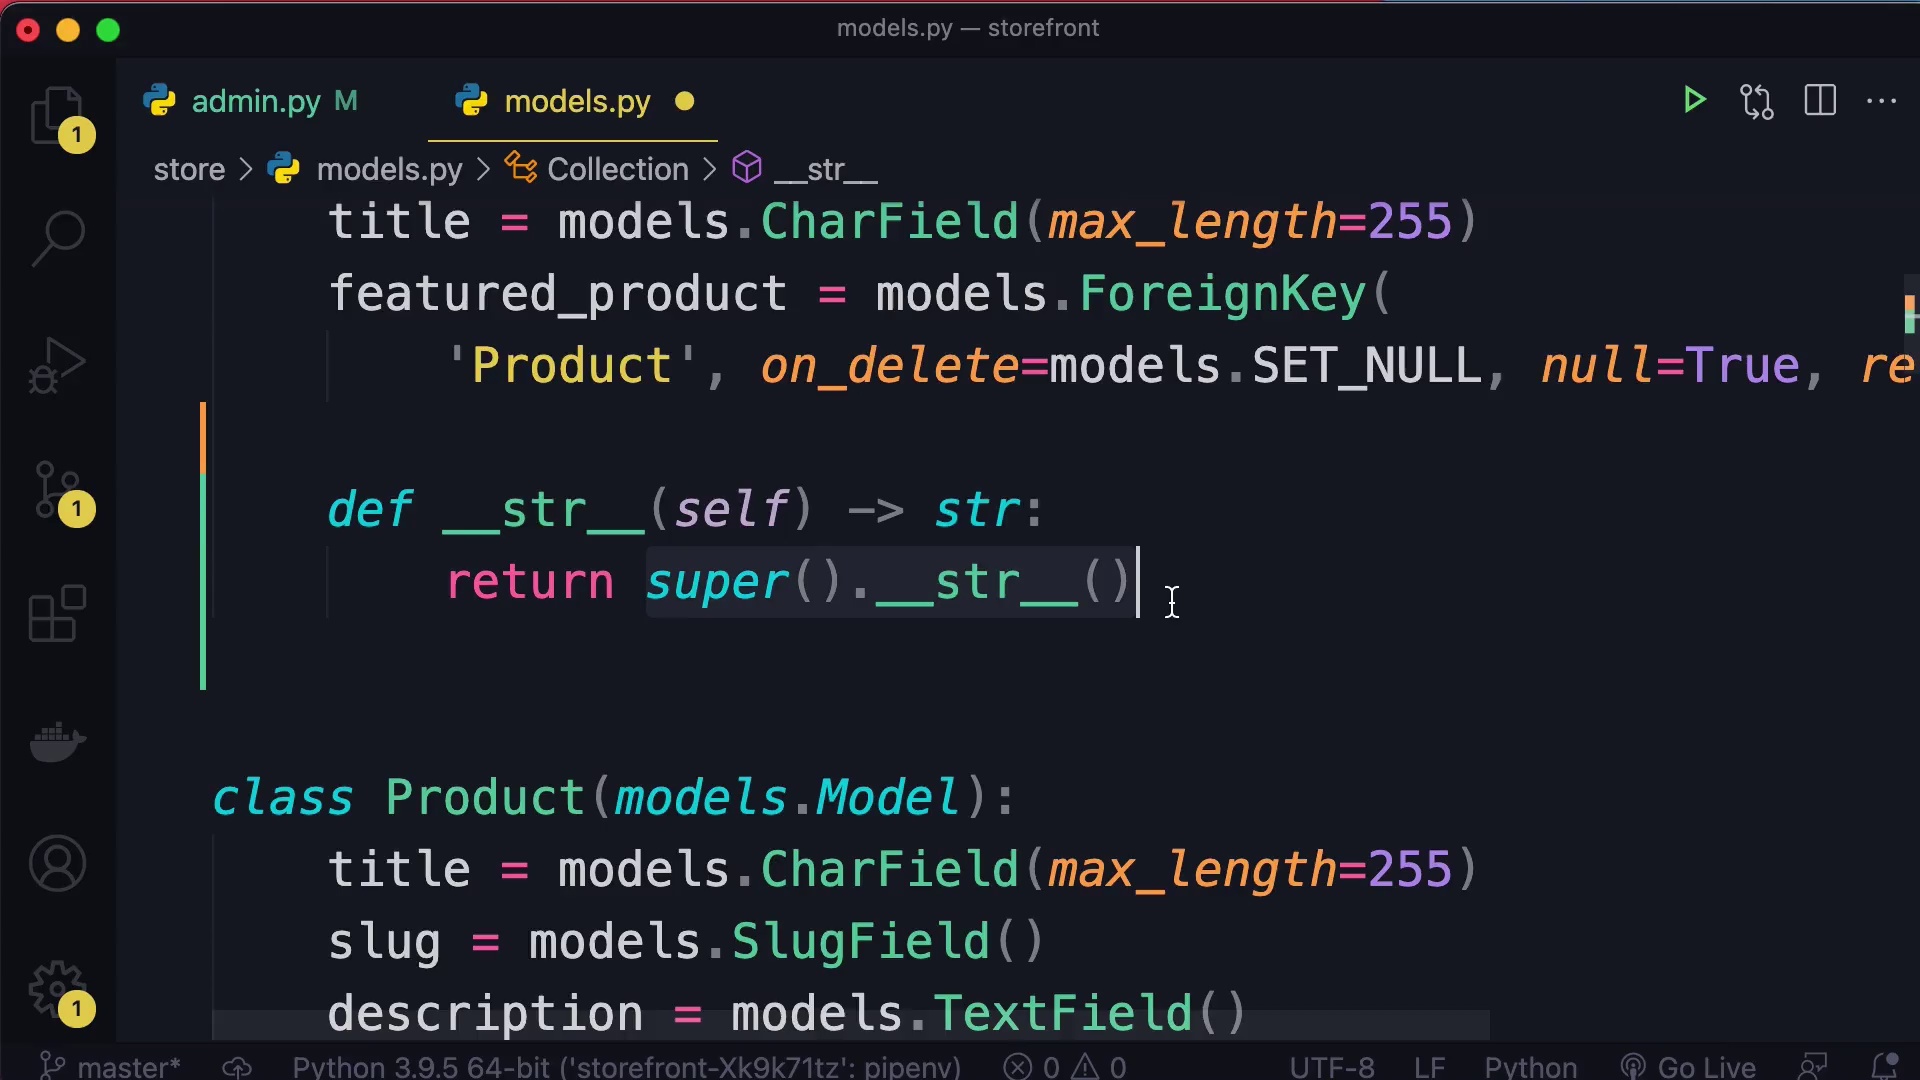 models.py — storefront
admin.py M
models.py
store > models.py > Collection > __str__
title = models.CharField(max_length=255)
featured_product = models.ForeignKey(
'Product', on_delete=models.SET_NULL, null=True, re
def __str__(self) -> str:
return super().__str__()
class Product(models.Model):
title = models.CharField(max_length=255)
slug = models.SlugField()
description = models.TextField()
1
1
1
master*
Python 3.9.5 64-bit ('storefront-Xk9k71tz': pipenv)
0
0
UTF-8
LF
Python
Go Live